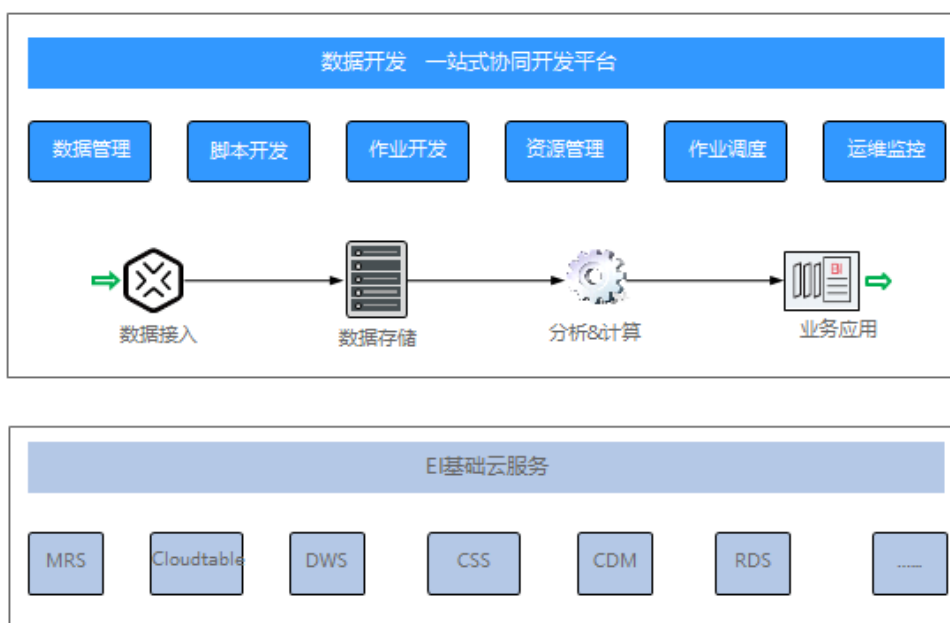 数据开发 一站式协同开发平台
数据管理
脚本开发
作业开发
资源管理
作业调度
运维监控
BI
数据接入
数据存储
分析&计算
业务应用
EI基础云服务
MRS
Cloudtable
DWS
CSS
CDM
RDS
......